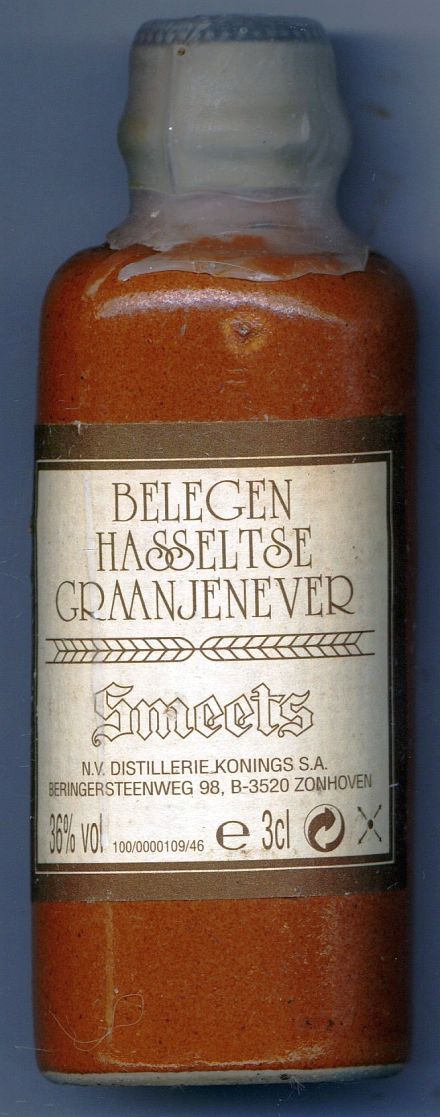 BELEGEN
HASSELTSE
GRAANJENEVER
Smeets
N.V. DISTILLERIE KONINGS S.A.
BERINGERSTEENWEG 98, B-3520 ZONHOVEN
36% vol 100/0000109/46 e 3cl